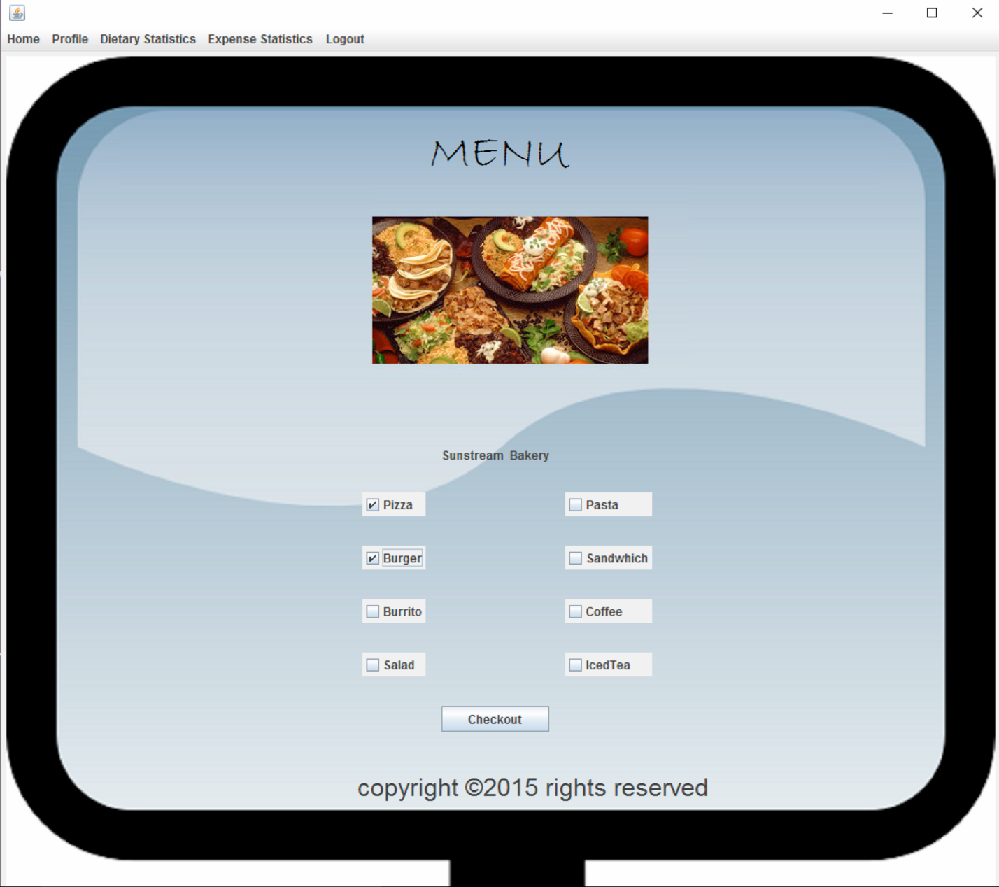 Home Profile Dietary Statistics Expense Statistics Logout
MENU
Sunstream Bakery
Pizza Pasta
Burger Sandwhich
Burrito Coffee
Salad IcedTea
Checkout
copyright ©2015 rights reserved